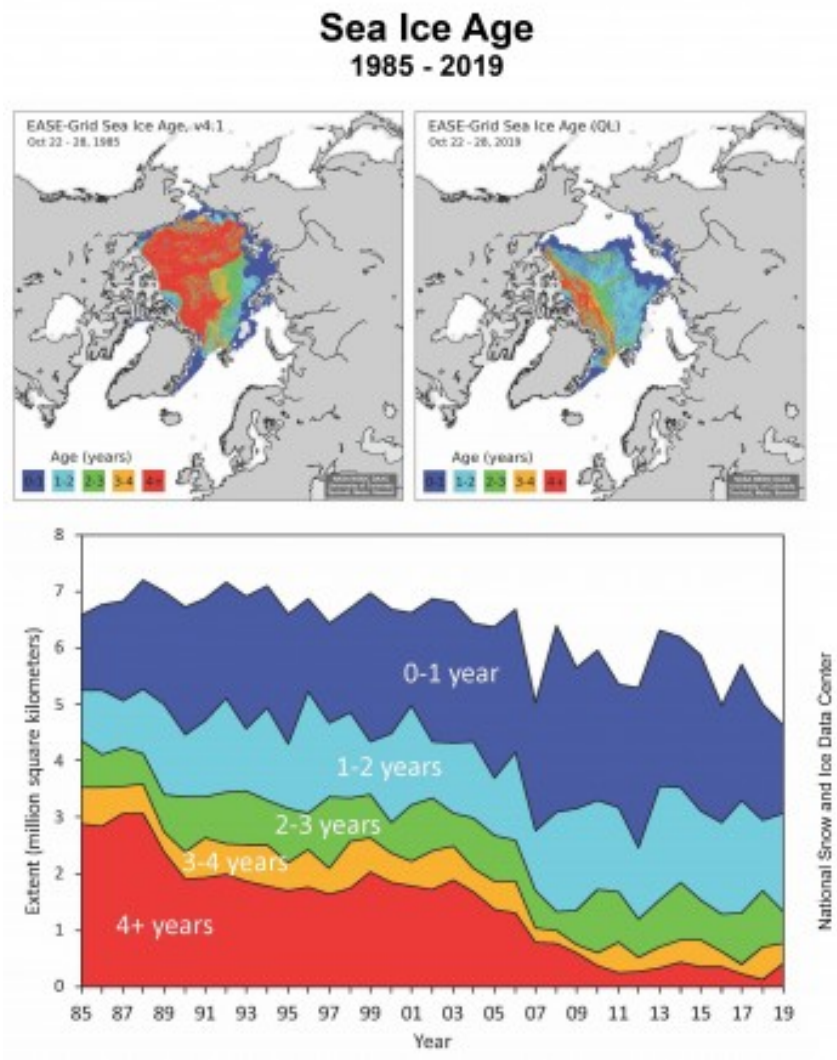 Sea Ice Age
1985 - 2019
EASE-Grid Sea Ice Age, v4.1
Oct 22 - 28, 1985
EASE-Grid Sea Ice Age (QL)
Oct 22 - 28, 2019
Age (years)
0-1 1-2 2-3 3-4 4+
Age (years)
0-1 1-2 2-3 3-4 4+
8
7
6
5
4
3
2
1
0
Extent (million square kilometers)
0-1 year
1-2 years
2-3 years
3-4 years
4+ years
85 87 89 91 93 95 97 99 01 03 05 07 09 11 13 15 17 19
Year
National Snow and Ice Data Center